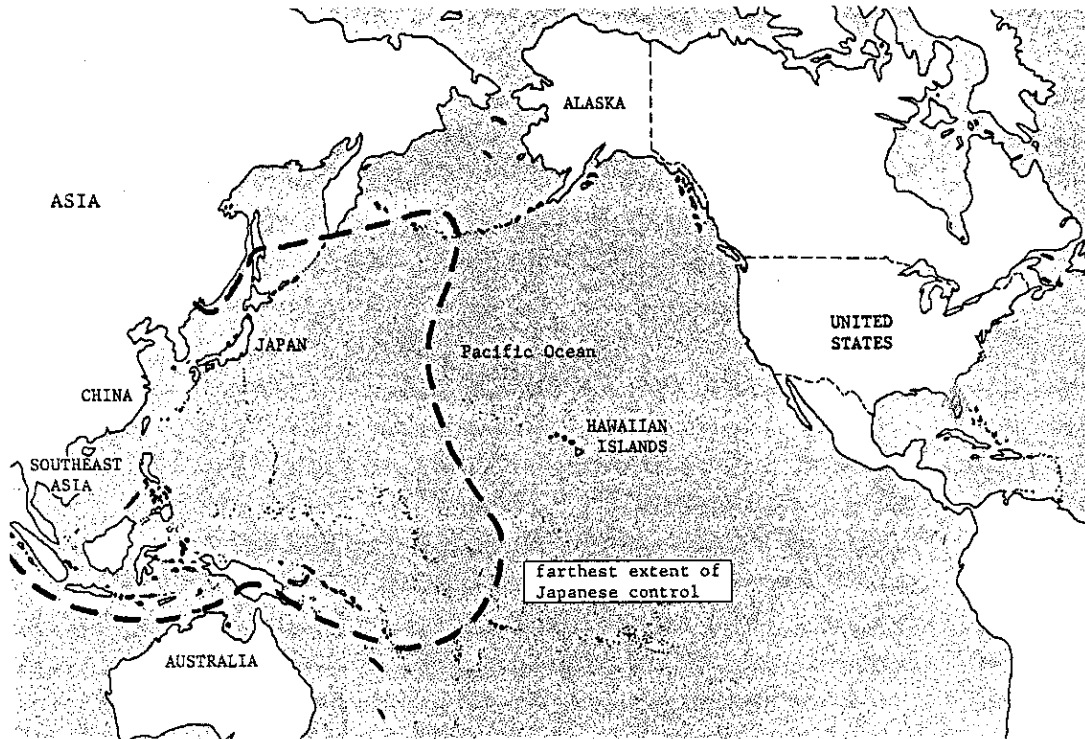 ALASKA
ASIA
UNITED
STATES
JAPAN
Pacific Ocean
CHINA
HAWAIIAN
ISLANDS
SOUTHEAST
ASIA
farthest extent of
Japanese control
AUSTRALIA